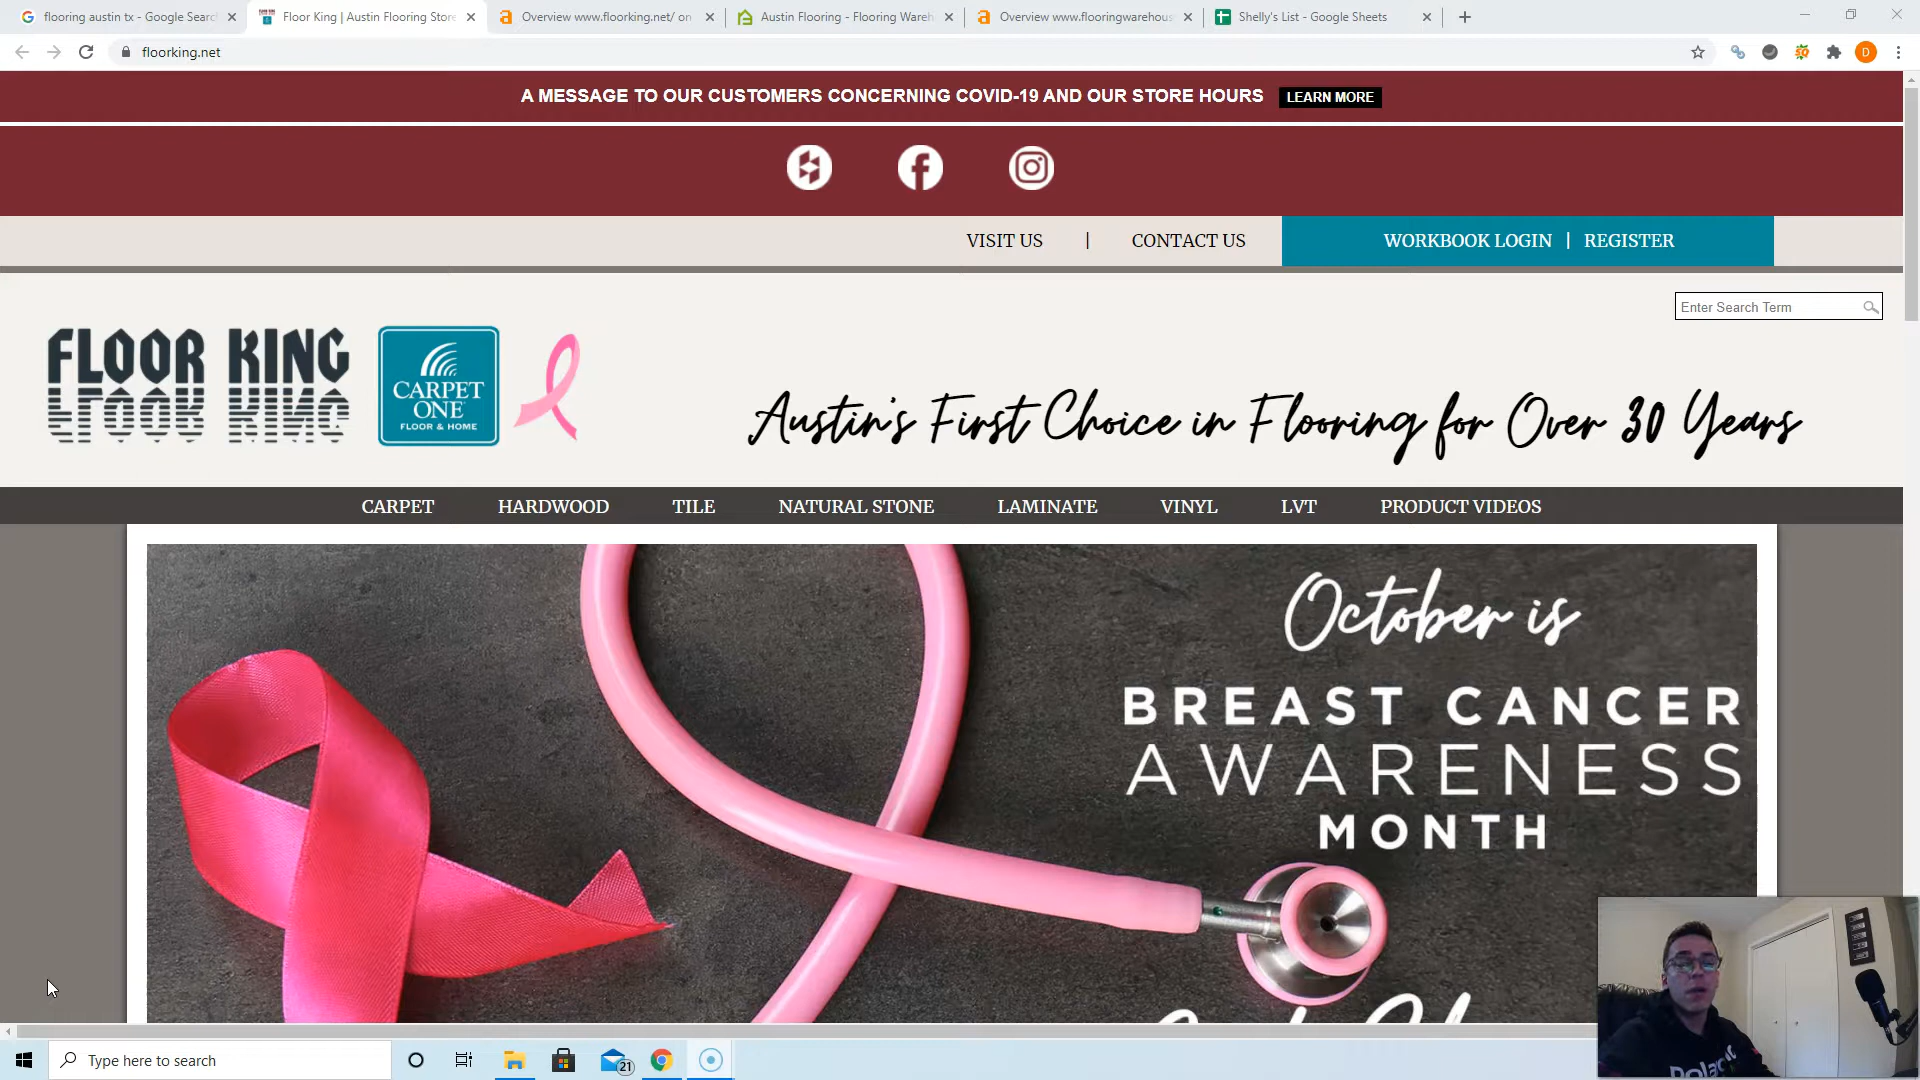 flooring austin tx - Google Searc
Floor King | Austin Flooring Store
Overview www.floorking.net/ on
Austin Flooring - Flooring Wareh
Overview www.flooringwarehous
Shelly's List - Google Sheets
floorking.net
D
A MESSAGE TO OUR CUSTOMERS CONCERNING COVID-19 AND OUR STORE HOURS LEARN MORE
VISIT US | CONTACT US
WORKBOOK LOGIN | REGISTER
Enter Search Term
FLOOR KING
CARPET
ONE
FLOOR & HOME
Austin's First Choice in Flooring for Over 30 Years
CARPET HARDWOOD TILE NATURAL STONE LAMINATE VINYL LVT PRODUCT VIDEOS
October is
BREAST CANCER
AWARENESS
MONTH
Type here to search
21